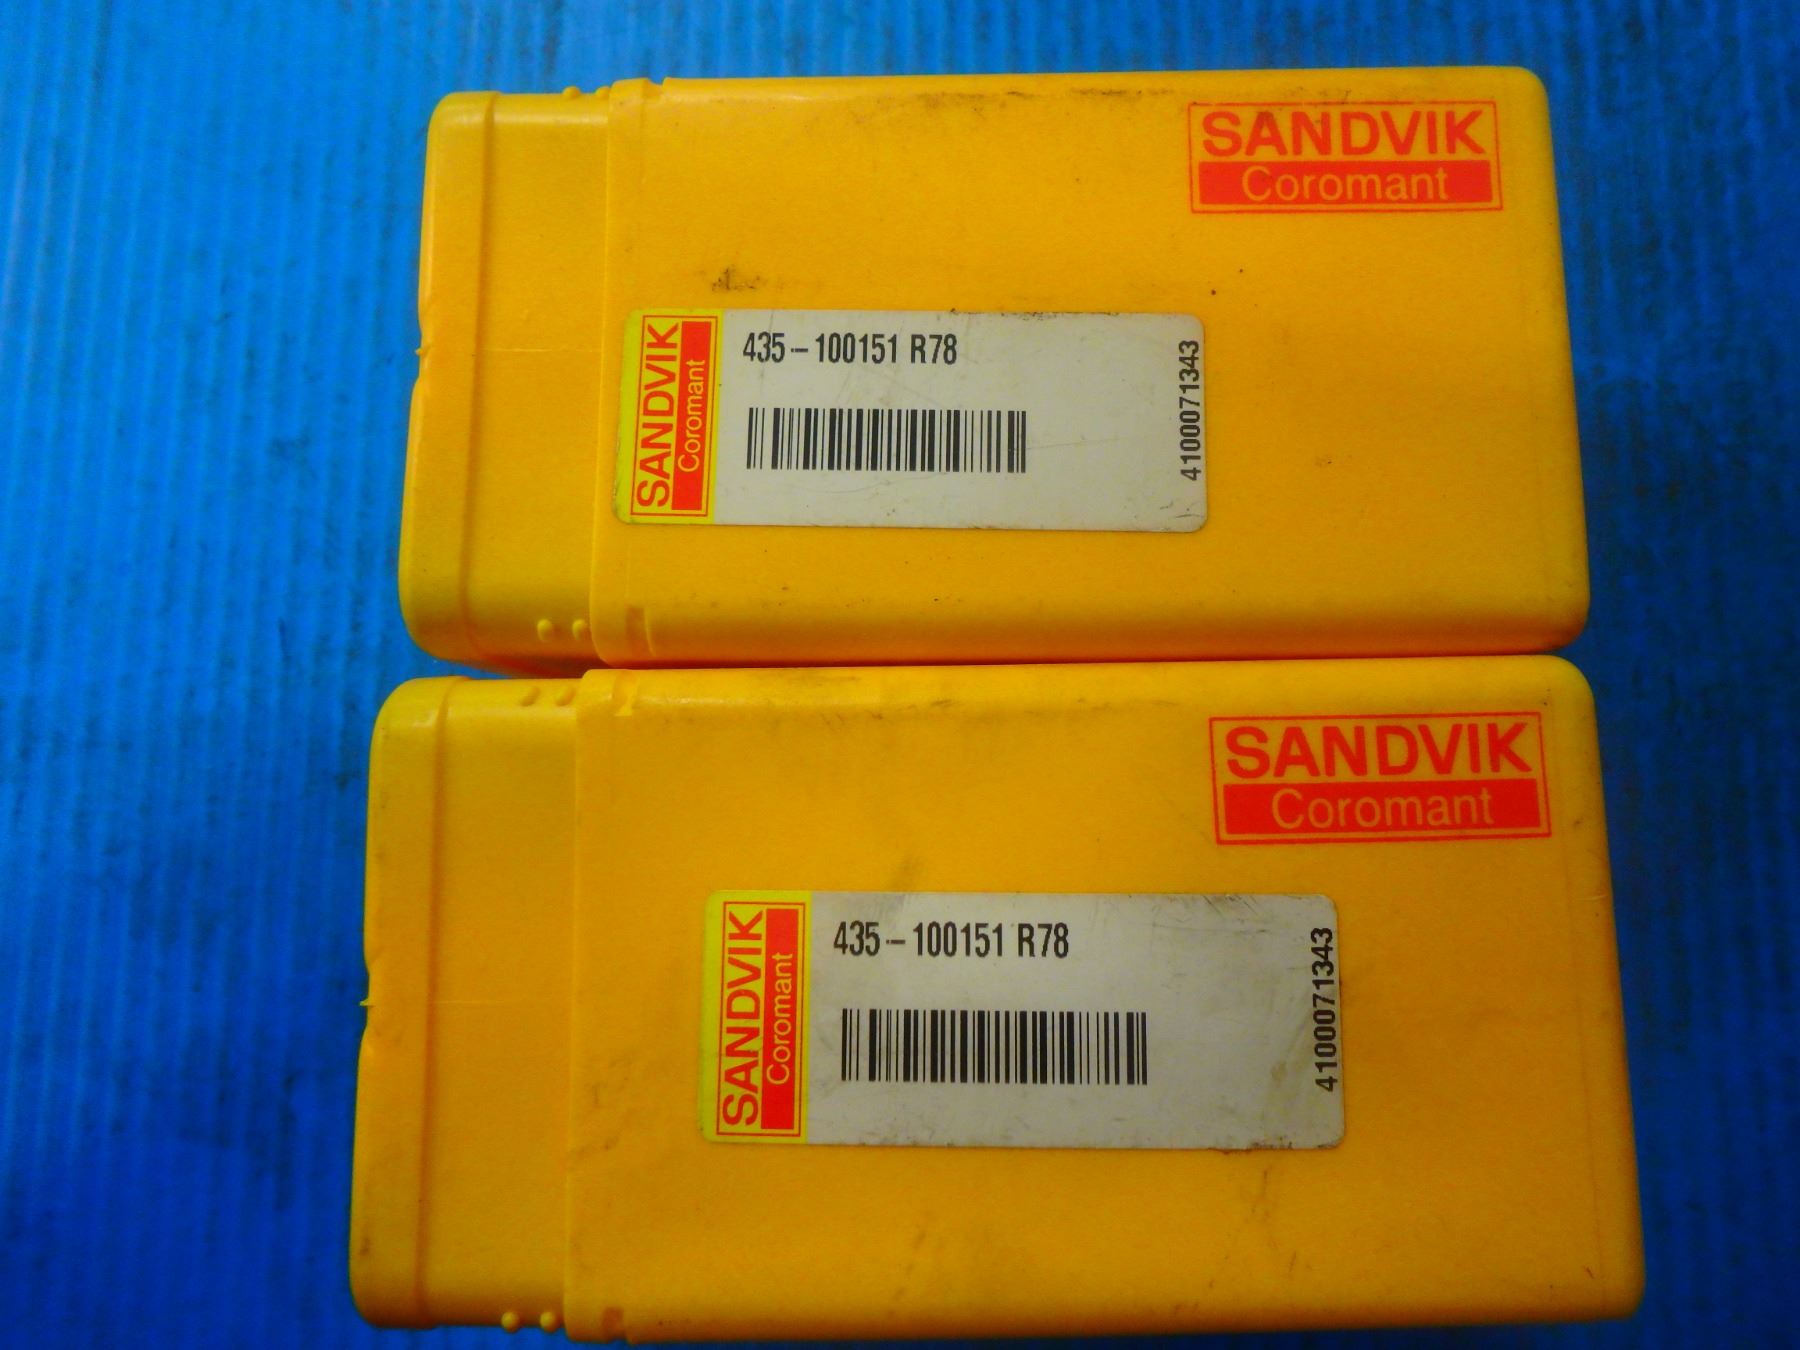 SANDVIK
Coromant
SANDVIK
Coromant
435-100151 R78
4100071343
SANDVIK
Coromant
SANDVIK
Coromant
435-100151 R78
4100071343